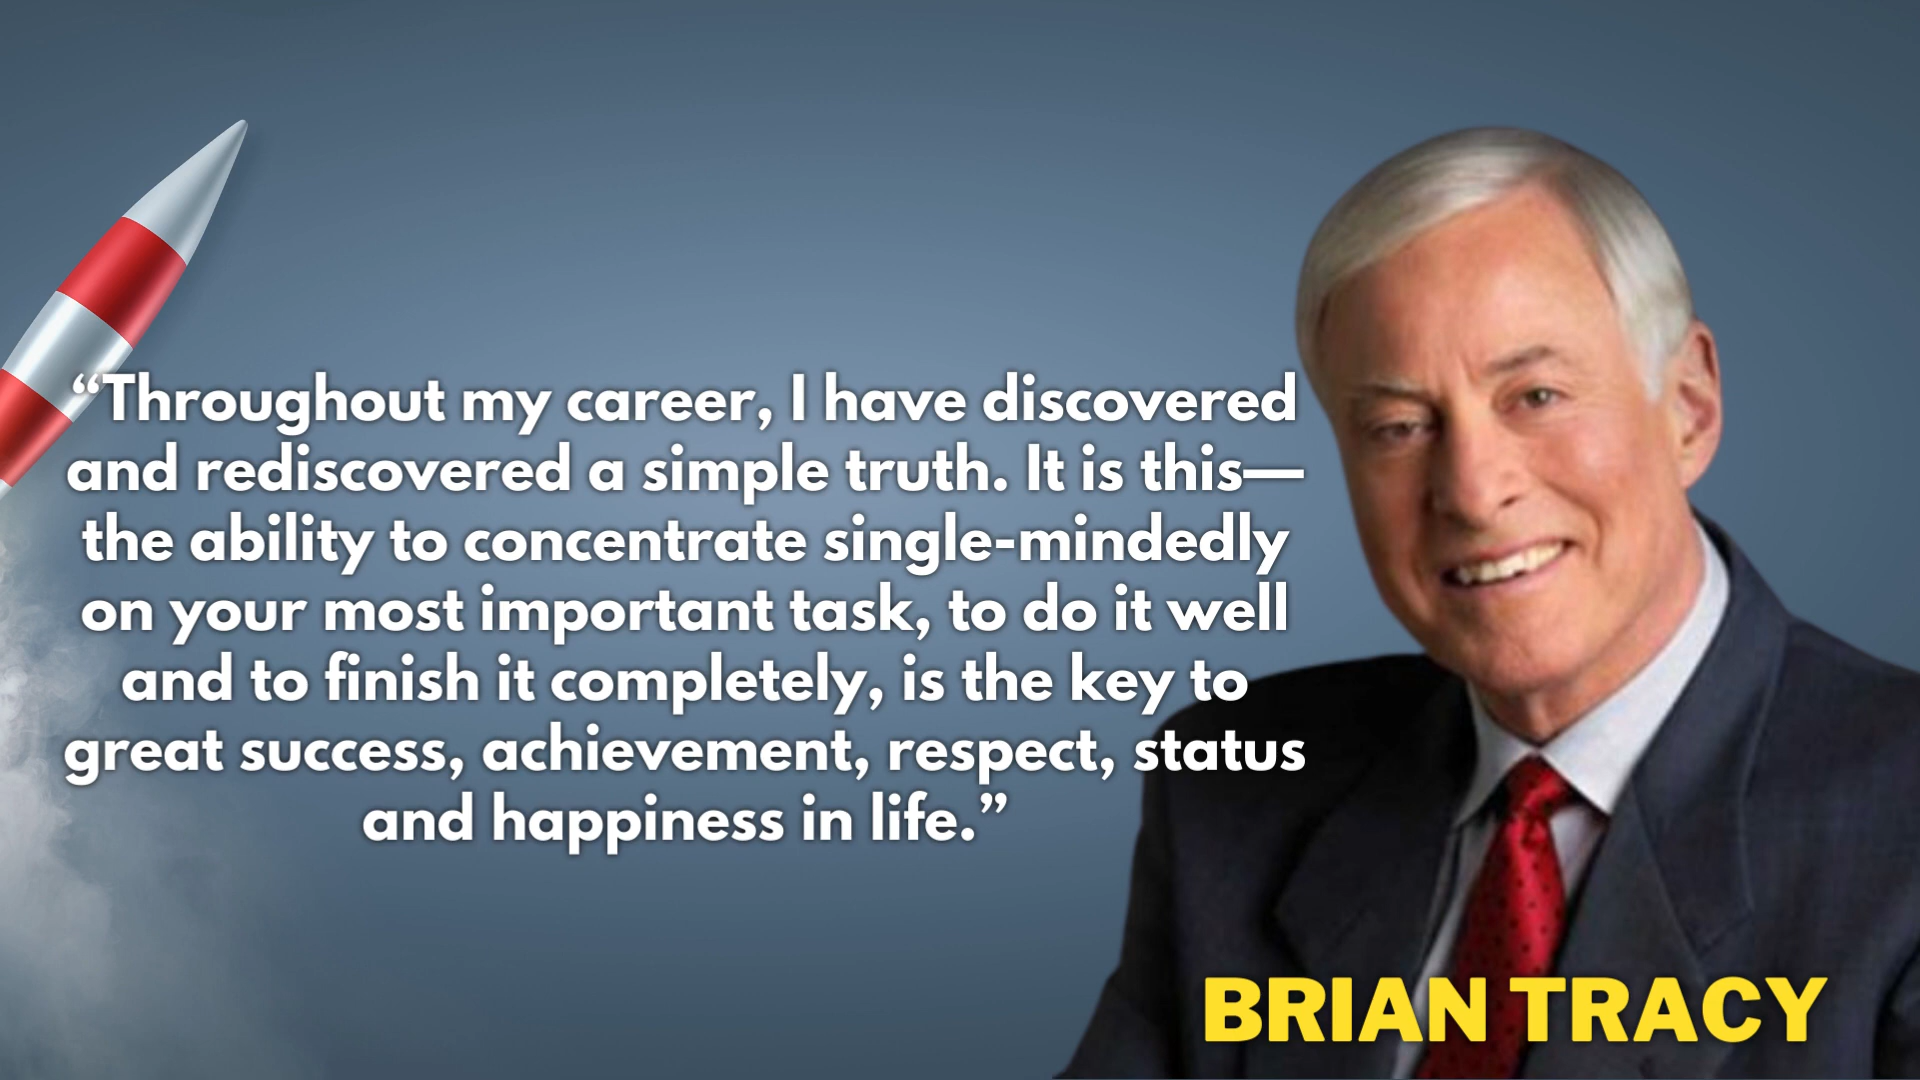 “Throughout my career, I have discovered
and rediscovered a simple truth. It is this—
the ability to concentrate single-mindedly
on your most important task, to do it well
and to finish it completely, is the key to
great success, achievement, respect, status
and happiness in life.”
BRIAN TRACY